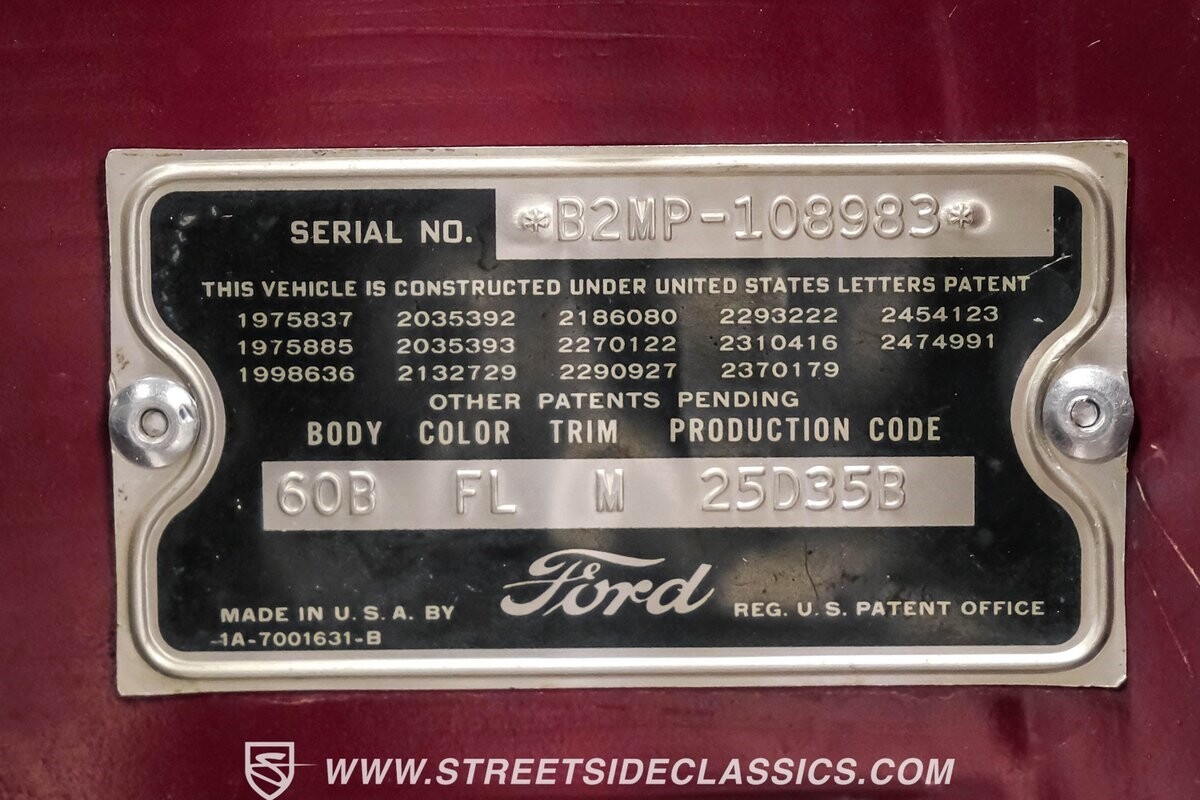 SERIAL NO. *B2MP-108983*
THIS VEHICLE IS CONSTRUCTED UNDER UNITED STATES LETTERS PATENT
1975837 2035392 2186080 2293222 2454123
1975885 2035393 2270122 2310416 2474991
1998636 2132729 2290927 2370179
OTHER PATENTS PENDING
BODY COLOR TRIM PRODUCTION CODE
60B FL M 25D35B
MADE IN U.S.A. BY Ford REG. U.S. PATENT OFFICE
1A-7001631-B
WWW.STREETSIDECLASSICS.COM